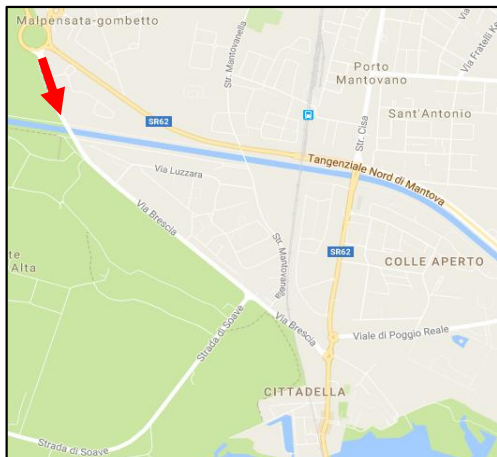 Malpensata-gombetto
Str. Mantovanella
Via Fratelli Ke
Porto
Mantovano
Str. Cisa
Sant'Antonio
SR62
Tangenziale Nord di Mantova
Via Luzzara
Via Brescia
Str. Mantovanella
te
Alta
SR62
COLLE APERTO
Strada di Soave
Via Brescia
Viale di Poggio Reale
CITTADELLA
Strada di Soave